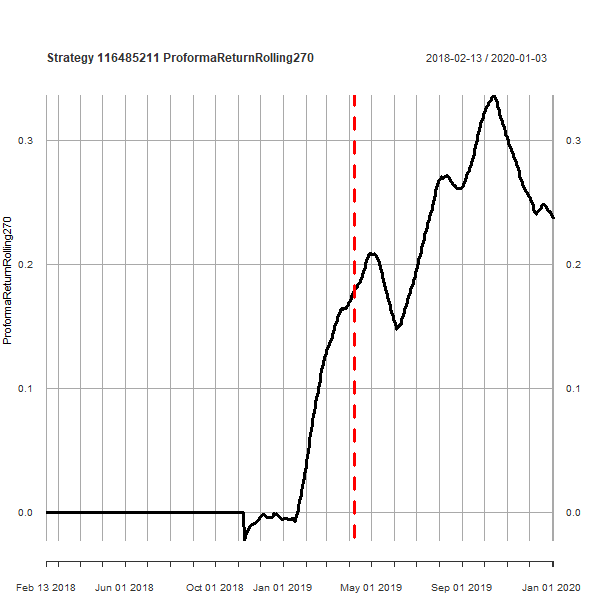 Strategy 116485211 ProformaReturnRolling270
2018-02-13 / 2020-01-03
ProformaReturnRolling270
0.3
0.3
0.2
0.2
0.1
0.1
0.0
0.0
Feb 13 2018
Jun 01 2018
Oct 01 2018
Jan 01 2019
May 01 2019
Sep 01 2019
Jan 01 2020